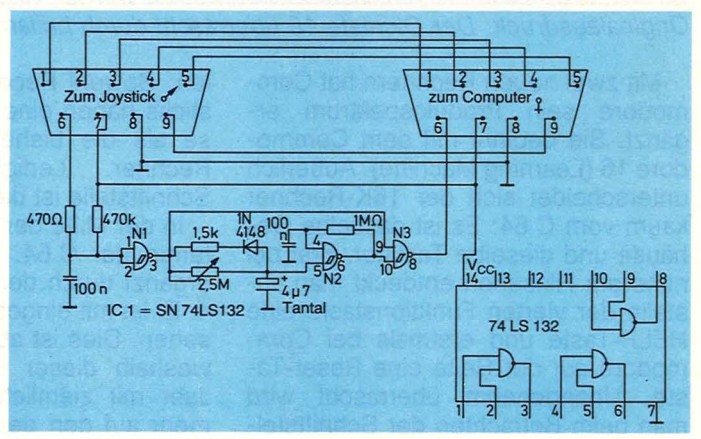 1 2 3 4 5
Zum Joystick
6 7 8 9
1 2 3 4 5
zum Computer
6 7 8 9
470Ω
470k
100 n
N1
1
2
3
1,5k
1N
4148
2,5M
100
n
+
4µ7
Tantal
1MΩ
4
5
6
N2
N3
9
10
8
IC 1 = SN 74LS132
VCC
14 13 12 11 10 9 8
74 LS 132
1 2 3 4 5 6 7